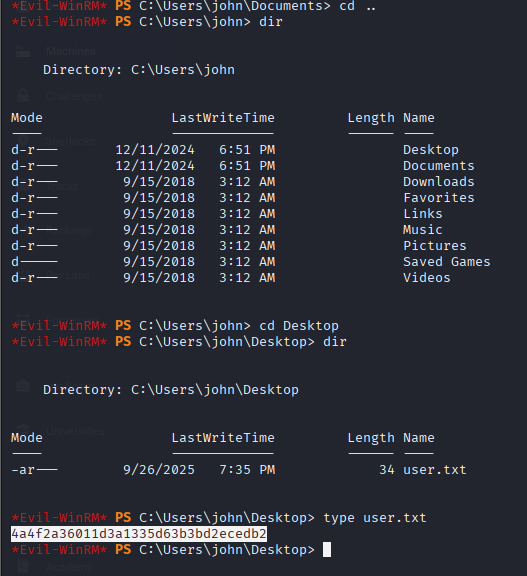 *Evil-WinRM* PS C:\Users\john\Documents> cd ..
*Evil-WinRM* PS C:\Users\john> dir
Machines
Directory: C:\Users\john
Challenges
Mode LastWriteTime Length Name
---- ------------- ------ ----
d-r--- 12/11/2024 6:51 PM Desktop
d-r--- 12/11/2024 6:51 PM Documents
d-r--- 9/15/2018 3:12 AM Downloads
d-r--- 9/15/2018 3:12 AM Favorites
d-r--- 9/15/2018 3:12 AM Links
d-r--- 9/15/2018 3:12 AM Music
d-r--- 9/15/2018 3:12 AM Pictures
d----- 9/15/2018 3:12 AM Saved Games
d-r--- 9/15/2018 3:12 AM Videos
*Evil-WinRM* PS C:\Users\john> cd Desktop
*Evil-WinRM* PS C:\Users\john\Desktop> dir
Directory: C:\Users\john\Desktop
Universities
Mode LastWriteTime Length Name
---- ------------- ------ ----
-ar--- 9/26/2025 7:35 PM 34 user.txt
*Evil-WinRM* PS C:\Users\john\Desktop> type user.txt
4a4f2a36011d3a1335d63b3bd2ecedb2
*Evil-WinRM* PS C:\Users\john\Desktop>
Academy